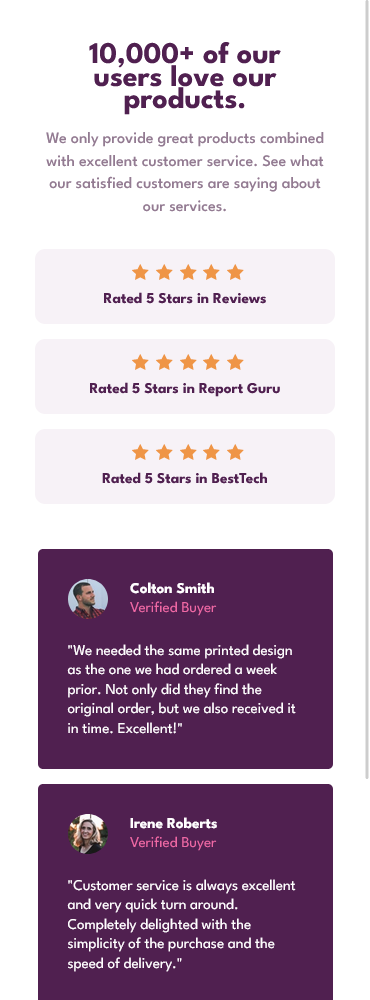 10,000+ of our
users love our
products.
We only provide great products combined
with excellent customer service. See what
our satisfied customers are saying about
our services.
Rated 5 Stars in Reviews
Rated 5 Stars in Report Guru
Rated 5 Stars in BestTech
Colton Smith
Verified Buyer
"We needed the same printed design
as the one we had ordered a week
prior. Not only did they find the
original order, but we also received it
in time. Excellent!"
Irene Roberts
Verified Buyer
"Customer service is always excellent
and very quick turn around.
Completely delighted with the
simplicity of the purchase and the
speed of delivery."